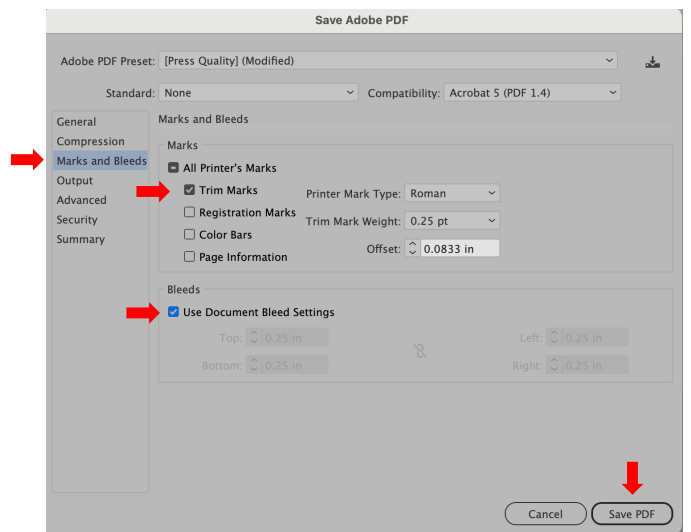 Save Adobe PDF
Adobe PDF Preset: [Press Quality] (Modified)
Standard: None Compatibility: Acrobat 5 (PDF 1.4)
General
Compression
Marks and Bleeds
Output
Advanced
Security
Summary
Marks and Bleeds
Marks
All Printer's Marks
Trim Marks
Registration Marks
Color Bars
Page Information
Printer Mark Type: Roman
Trim Mark Weight: 0.25 pt
Offset: 0.0833 in
Bleeds
Use Document Bleed Settings
Top: 0.25 in Left: 0.25 in
Bottom: 0.25 in Right: 0.25 in
Cancel Save PDF